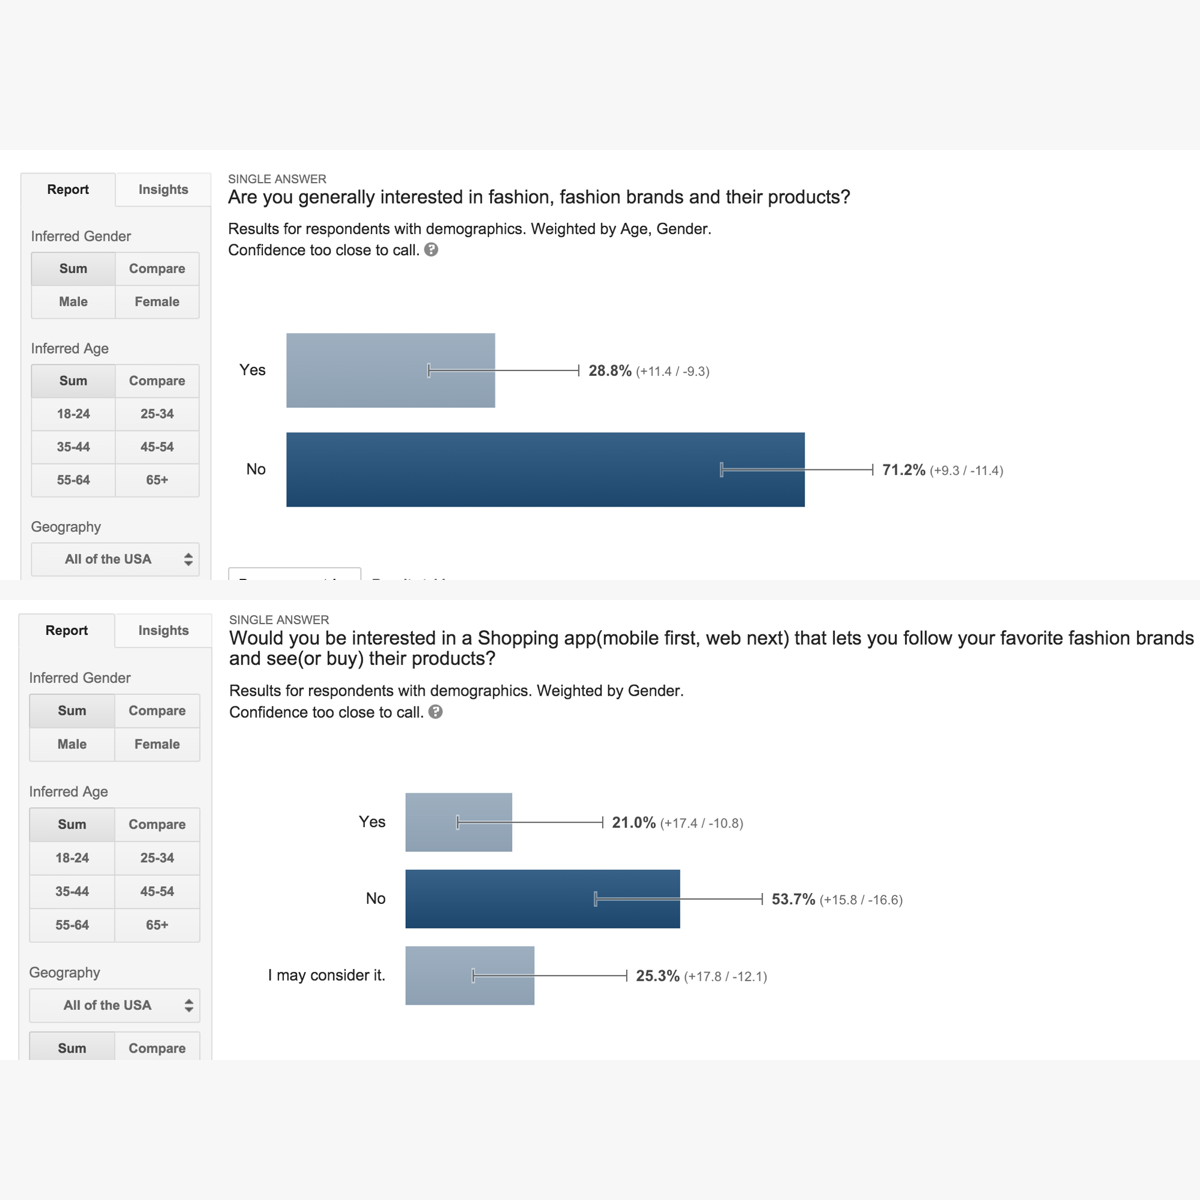 Report Insights
Inferred Gender
Sum Compare
Male Female
Inferred Age
Sum Compare
18-24 25-34
35-44 45-54
55-64 65+
Geography
All of the USA
SINGLE ANSWER
Are you generally interested in fashion, fashion brands and their products?
Results for respondents with demographics. Weighted by Age, Gender.
Confidence too close to call. ?
Yes 28.8% (+11.4 / -9.3)
No 71.2% (+9.3 / -11.4)
Report Insights
Inferred Gender
Sum Compare
Male Female
Inferred Age
Sum Compare
18-24 25-34
35-44 45-54
55-64 65+
Geography
All of the USA
Sum Compare
SINGLE ANSWER
Would you be interested in a Shopping app(mobile first, web next) that lets you follow your favorite fashion brands
and see(or buy) their products?
Results for respondents with demographics. Weighted by Gender.
Confidence too close to call. ?
Yes 21.0% (+17.4 / -10.8)
No 53.7% (+15.8 / -16.6)
I may consider it. 25.3% (+17.8 / -12.1)